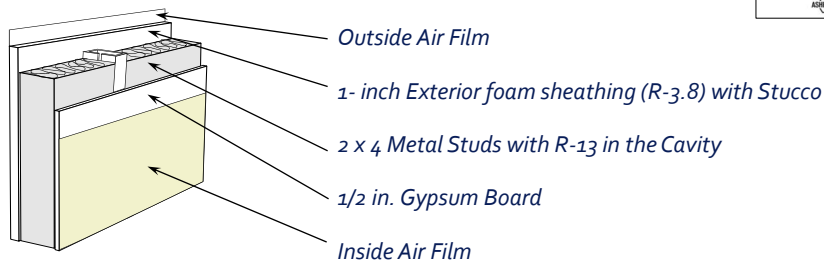 Outside Air Film
1- inch Exterior foam sheathing (R-3.8) with Stucco
2 x 4 Metal Studs with R-13 in the Cavity
1/2 in. Gypsum Board
Inside Air Film